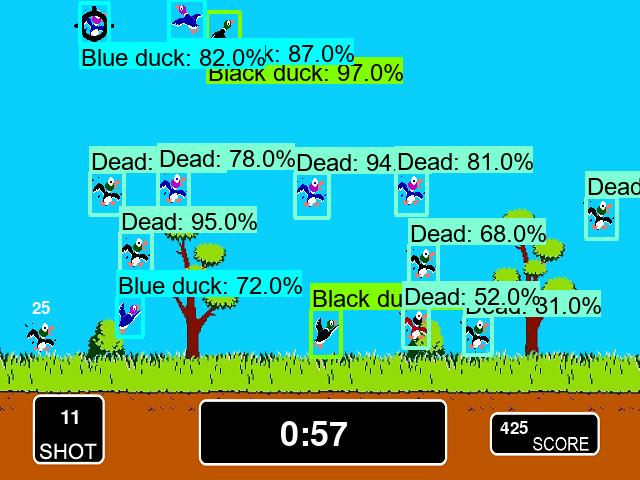 Blue duck: 82.0%
k: 87.0%
Black duck: 97.0%
Dead:
Dead: 78.0%
Dead: 94.
Dead: 81.0%
Dead
Dead: 95.0%
Dead: 68.0%
Blue duck: 72.0%
Black du
Dead: 52.0%
Dead: 31.0%
25
11
SHOT
0:57
425
SCORE